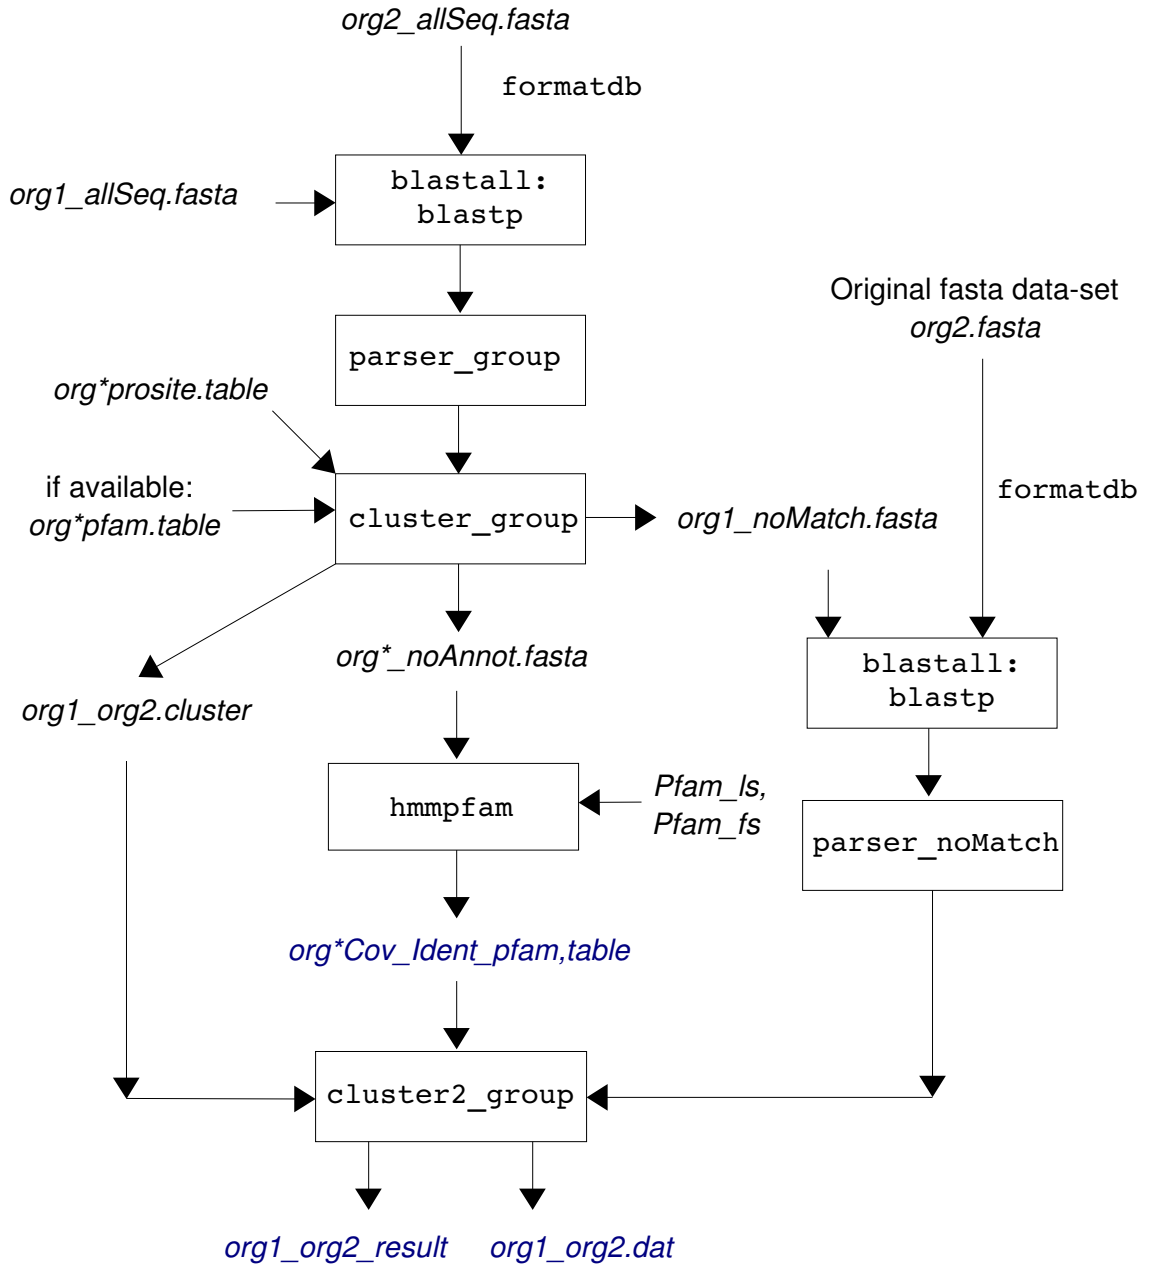 org2_allSeq.fasta
formatdb
org1_allSeq.fasta
blastall:
blastp
Original fasta data-set
org2.fasta
parser_group
org*prosite.table
if available:
org*pfam.table
cluster_group
org1_noMatch.fasta
formatdb
org*_noAnnot.fasta
blastall:
blastp
org1_org2.cluster
hmmpfam
Pfam_ls,
Pfam_fs
parser_noMatch
org*Cov_Ident_pfam,table
cluster2_group
org1_org2_result
org1_org2.dat